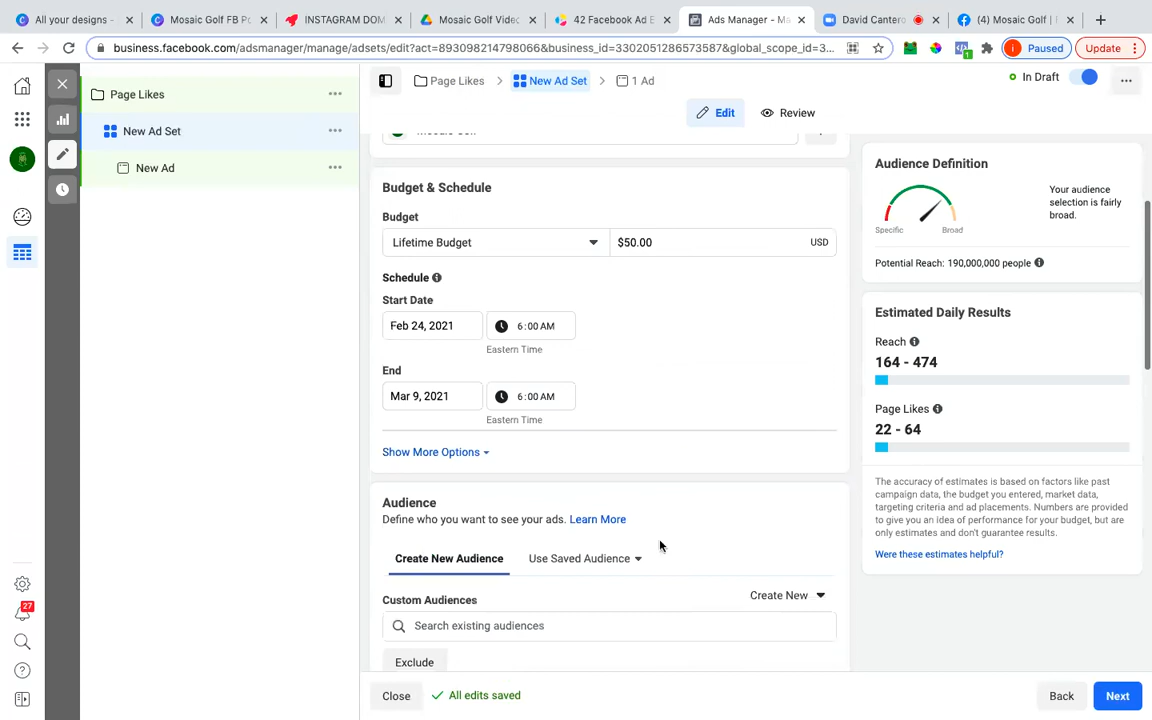 All your designs -
Mosaic Golf FB Po
INSTAGRAM DOM
Mosaic Golf Video
42 Facebook Ad E
Ads Manager - Ma
David Cantero
(4) Mosaic Golf |
business.facebook.com/adsmanager/manage/adsets/edit?act=893098214798066&business_id=3302051286573587&global_scope_id=3...
1
i Paused
Update
Page Likes
New Ad Set
New Ad
27
Page Likes
New Ad Set
1 Ad
In Draft
Edit
Review
Budget & Schedule
Budget
Lifetime Budget
$50.00 USD
Schedule
Start Date
Feb 24, 2021
6:00 AM
Eastern Time
End
Mar 9, 2021
6:00 AM
Eastern Time
Show More Options
Audience
Define who you want to see your ads. Learn More
Create New Audience
Use Saved Audience
Custom Audiences
Create New
Search existing audiences
Exclude
Close
All edits saved
Back
Next
Audience Definition
Specific
Broad
Your audience
selection is fairly
broad.
Potential Reach: 190,000,000 people
Estimated Daily Results
Reach
164 - 474
Page Likes
22 - 64
The accuracy of estimates is based on factors like past
campaign data, the budget you entered, market data,
targeting criteria and ad placements. Numbers are provided
to give you an idea of performance for your budget, but are
only estimates and don't guarantee results.
Were these estimates helpful?